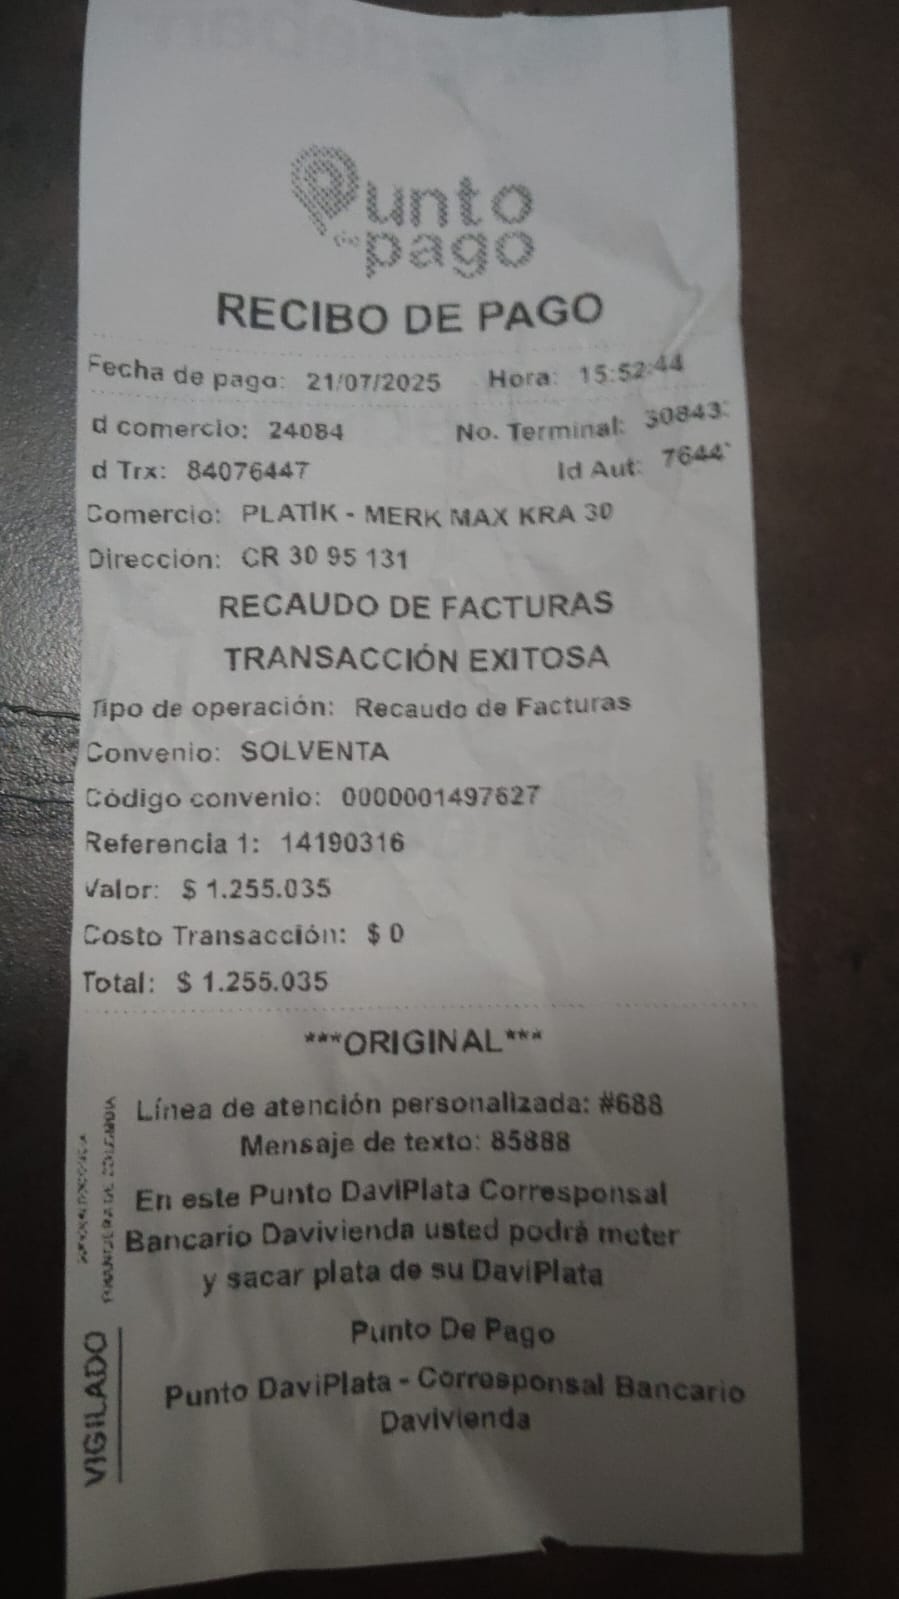 Punto
de pago
RECIBO DE PAGO
Fecha de pago: 21/07/2025 Hora: 15:52:44
d comercio: 24084 No. Terminal: 30843
d Trx: 84076447 Id Aut: 7644
Comercio: PLATIK - MERK MAX KRA 30
Dirección: CR 30 95 131
RECAUDO DE FACTURAS
TRANSACCIÓN EXITOSA
Tipo de operación: Recaudo de Facturas
Convenio: SOLVENTA
Código convenio: 0000001497627
Referencia 1: 14190316
Valor: $ 1.255.035
Costo Transacción: $ 0
Total: $ 1.255.035
***ORIGINAL***
Línea de atención personalizada: #688
Mensaje de texto: 85888
En este Punto DaviPlata Corresponsal
Bancario Davivienda usted podrá meter
y sacar plata de su DaviPlata
Punto De Pago
Punto DaviPlata - Corresponsal Bancario
Davivienda
VIGILADO